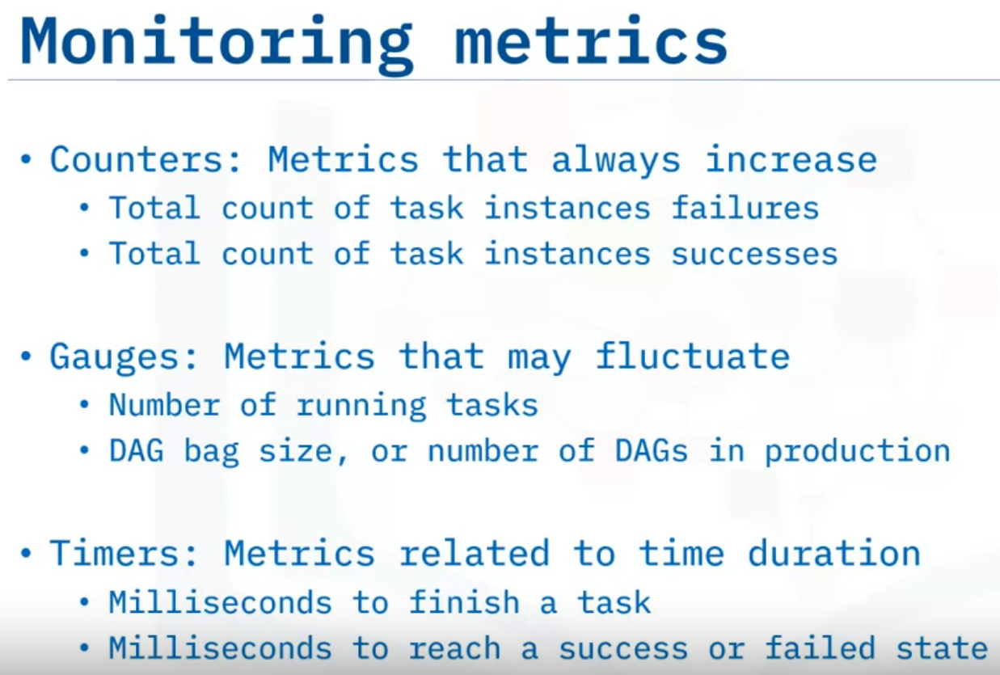 Monitoring metrics
• Counters: Metrics that always increase
• Total count of task instances failures
• Total count of task instances successes
• Gauges: Metrics that may fluctuate
• Number of running tasks
• DAG bag size, or number of DAGs in production
• Timers: Metrics related to time duration
• Milliseconds to finish a task
• Milliseconds to reach a success or failed state